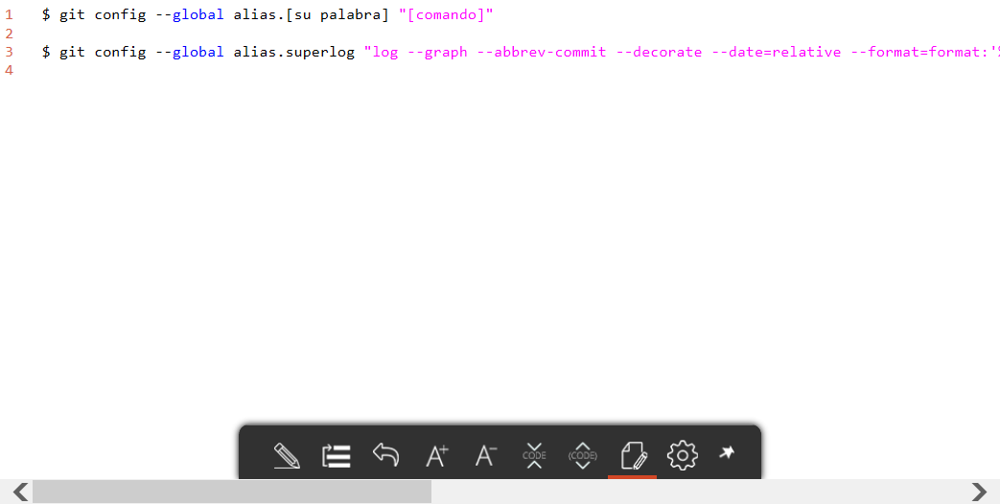 1 $ git config --global alias.[su palabra] "[comando]"
2
3 $ git config --global alias.superlog "log --graph --abbrev-commit --decorate --date=relative --format=format:'
4
A+ A- CODE (CODE)